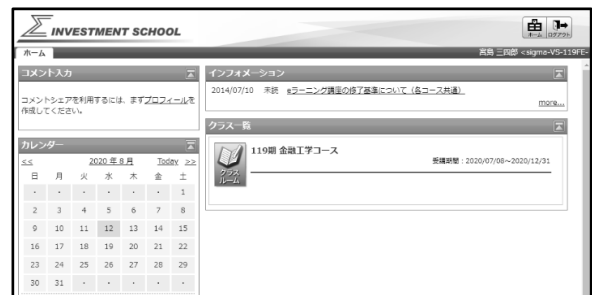 INVESTMENT SCHOOL
ホーム ログアウト
ホーム
宮島 三四郎 <sigma-VS-119FE-
コメント入力
コメントシェアを利用するには、まずプロフィールを
作成してください。
インフォメーション
2014/07/10 未読 eラーニング講座の修了基準について（各コース共通）
more...
クラス一覧
クラス
ルーム
119期 金融工学コース
受講期間：2020/07/08～2020/12/31
カレンダー
<< 2020 年 8 月 Today >>
日 月 火 水 木 金 土
・ ・ ・ ・ ・ ・ 1
2 3 4 5 6 7 8
9 10 11 12 13 14 15
16 17 18 19 20 21 22
23 24 25 26 27 28 29
30 31 ・ ・ ・ ・ ・